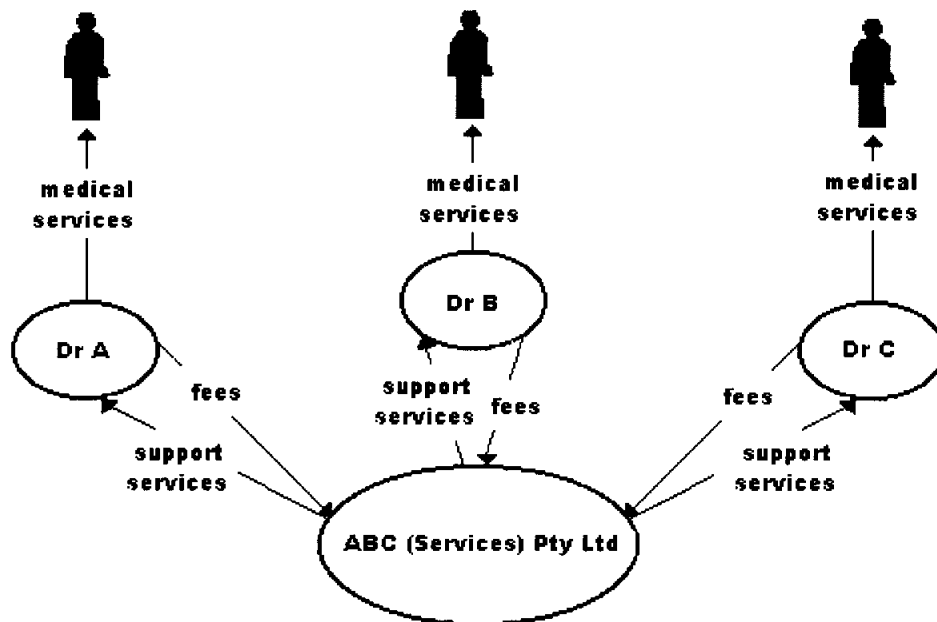 medical
services
medical
services
medical
services
Dr A
Dr B
Dr C
fees
support
services
support
services
fees
fees
support
services
ABC (Services) Pty Ltd